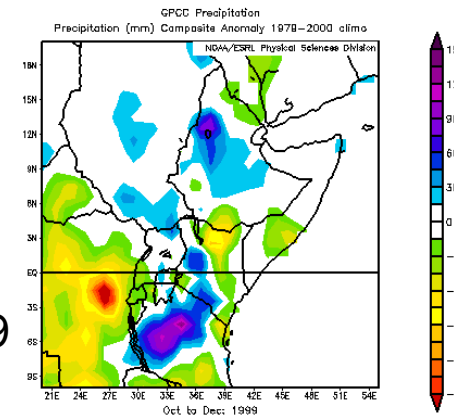 GPCC Precipitation
Precipitation (mm) Composite Anomaly 1978-2000 climo
NOAA/ESRL Physical Sciences Division
18N
15N
12N
9N
6N
3N
EQ
3S
6S
9S
21E 24E 27E 30E 33E 36E 39E 42E 45E 48E 51E 54E
Oct to Dec: 1999
9